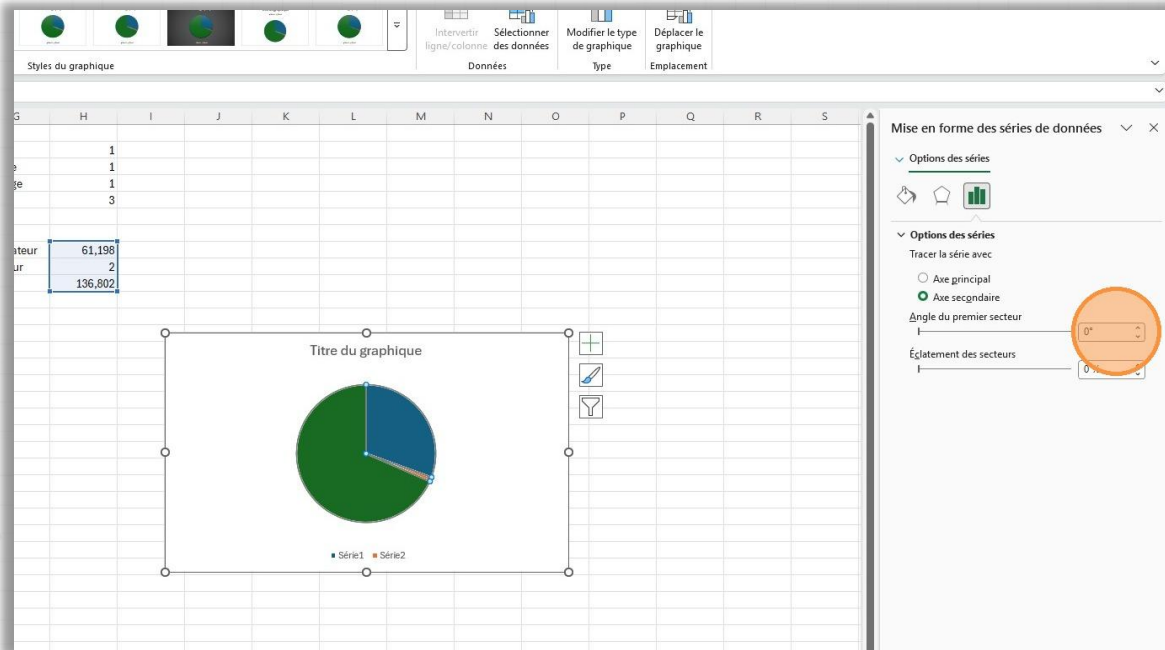 Intervertir Sélectionner Modifier le type Déplacer le
ligne/colonne des données de graphique graphique
Styles du graphique Données Type Emplacement
G H I J K L M N O P Q R S
1
e 1
ge 1
3
ateur 61,198
ur 2
136,802
Titre du graphique
Série1 Série2
Mise en forme des séries de données
Options des séries
Options des séries
Tracer la série avec
Axe principal
Axe secondaire
Angle du premier secteur
0°
Éclatement des secteurs
0 %